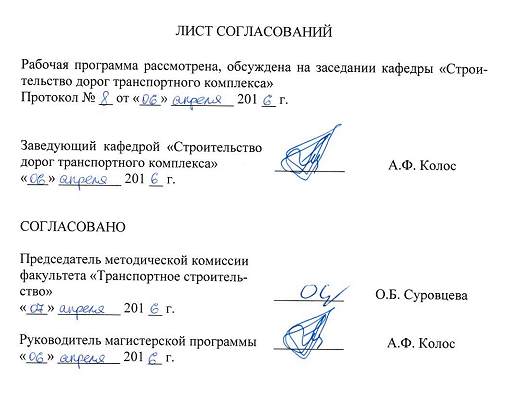 ЛИСТ СОГЛАСОВАНИЙ
Рабочая программа рассмотрена, обсуждена на заседании кафедры «Строи-
тельство дорог транспортного комплекса»
Протокол № 8 от «06» апреля 2016 г.
Заведующий кафедрой «Строительство
дорог транспортного комплекса» А.Ф. Колос
«06» апреля 2016 г.
СОГЛАСОВАНО
Председатель методической комиссии
факультета «Транспортное строитель-
ство» О.Б. Суровцева
«07» апреля 2016 г.
Руководитель магистерской программы А.Ф. Колос
«06» апреля 2016 г.